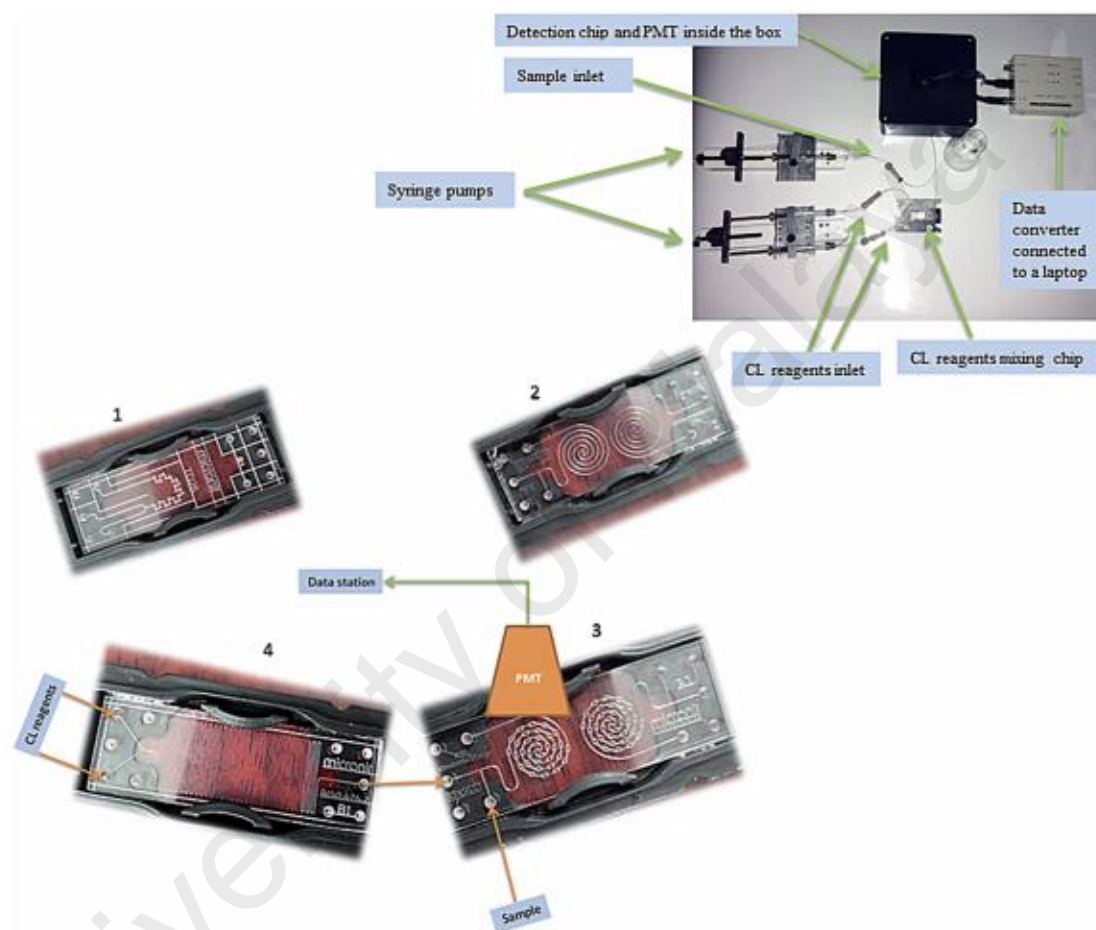 Detection chip and PMT inside the box
Sample inlet
Syringe pumps
Data
converter
connected
to a laptop
CL reagents inlet
CL reagents mixing chip
1
2
Data station
3
4
PMT
CL reagents
micronit
Sample